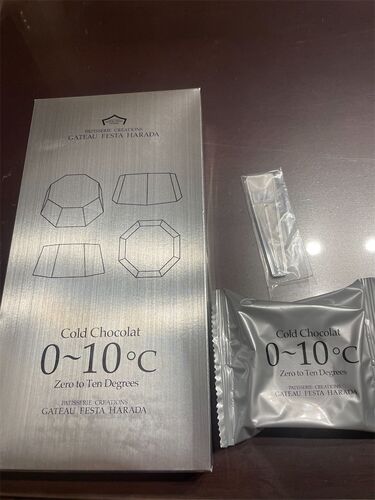 PATISSERIE CREATIONS
GATEAU FESTA HARADA
Cold Chocolat
0~10°C
Zero to Ten Degrees
PATISSERIE CREATIONS
GATEAU FESTA HARADA
Cold Chocolat
0~10°C
Zero to Ten Degrees
PATISSERIE CREATIONS
GATEAU FESTA HARADA